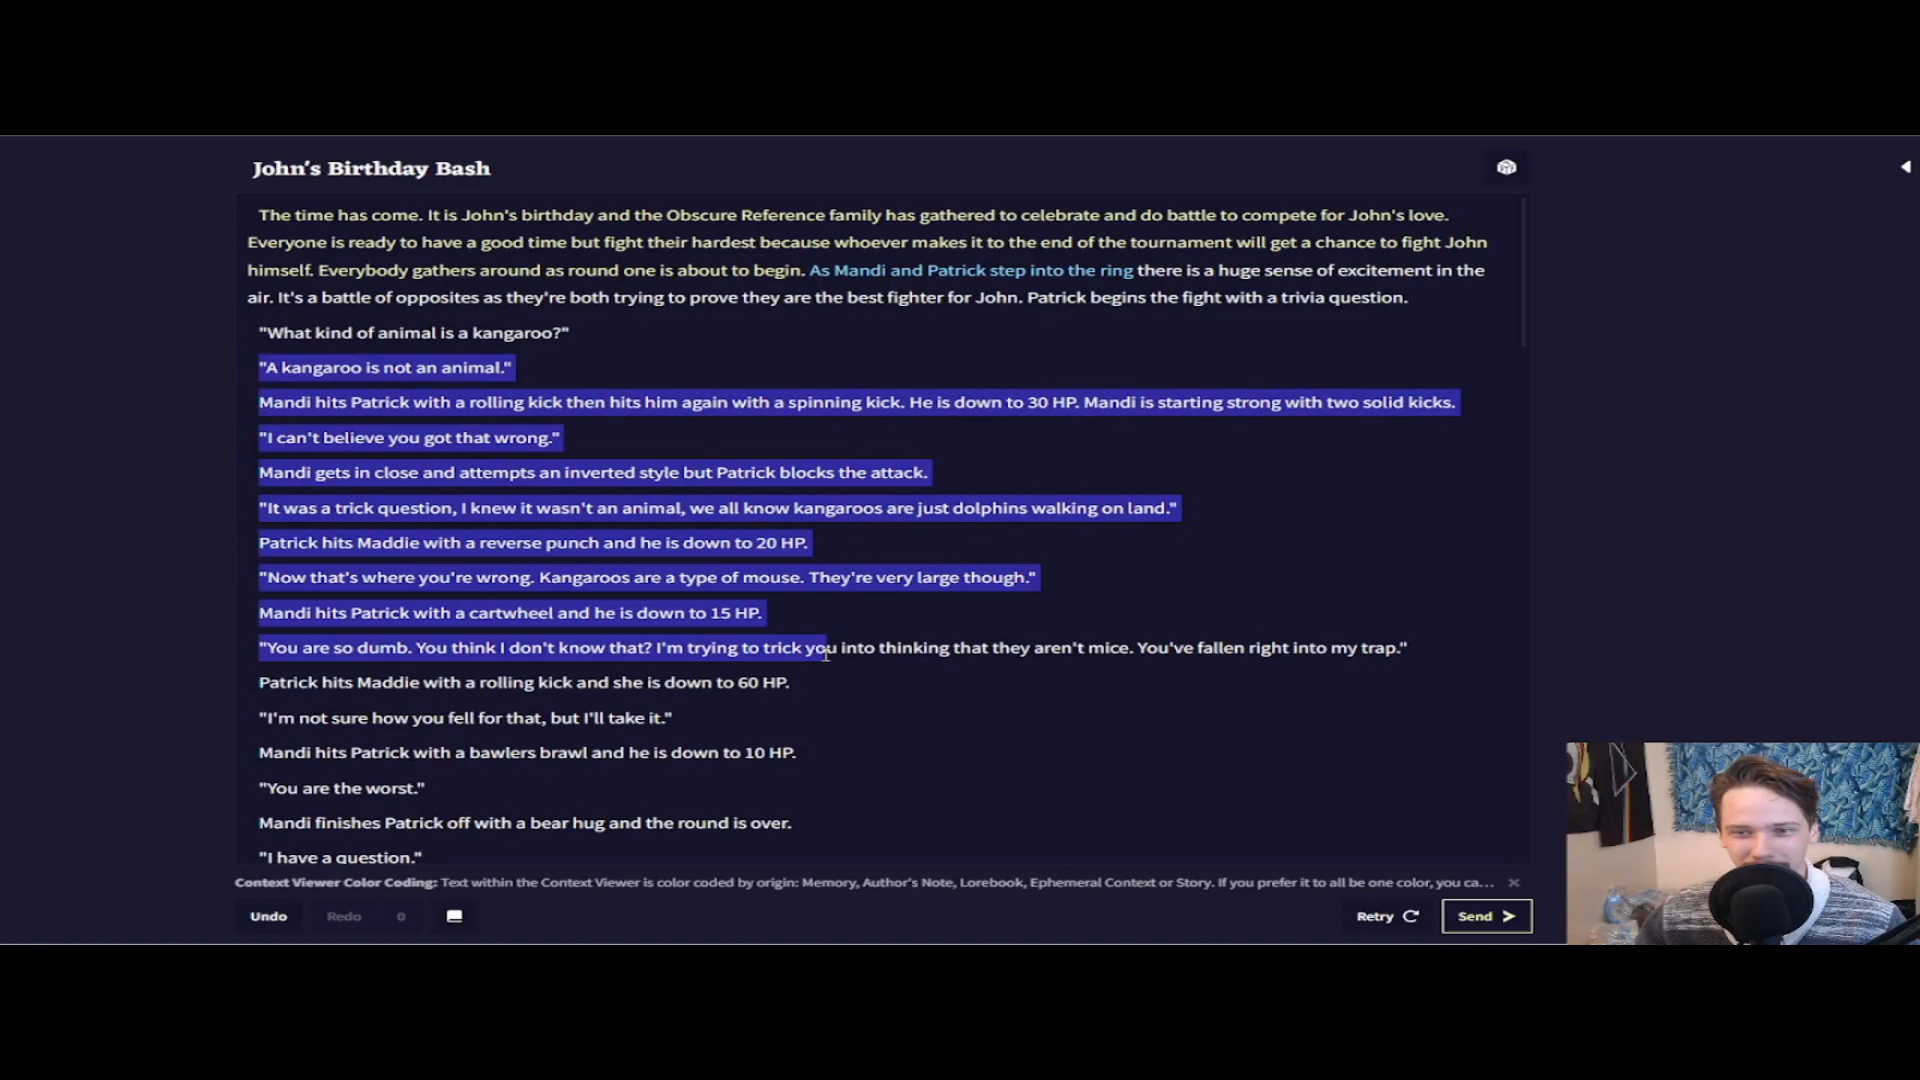 John's Birthday Bash
The time has come. It is John's birthday and the Obscure Reference family has gathered to celebrate and do battle to compete for John's love.
Everyone is ready to have a good time but fight their hardest because whoever makes it to the end of the tournament will get a chance to fight John
himself. Everybody gathers around as round one is about to begin. As Mandi and Patrick step into the ring there is a huge sense of excitement in the
air. It's a battle of opposites as they're both trying to prove they are the best fighter for John. Patrick begins the fight with a trivia question.
"What kind of animal is a kangaroo?"
"A kangaroo is not an animal."
Mandi hits Patrick with a rolling kick then hits him again with a spinning kick. He is down to 30 HP. Mandi is starting strong with two solid kicks.
"I can't believe you got that wrong."
Mandi gets in close and attempts an inverted style but Patrick blocks the attack.
"It was a trick question, I knew it wasn't an animal, we all know kangaroos are just dolphins walking on land."
Patrick hits Maddie with a reverse punch and he is down to 20 HP.
"Now that's where you're wrong. Kangaroos are a type of mouse. They're very large though."
Mandi hits Patrick with a cartwheel and he is down to 15 HP.
"You are so dumb. You think I don't know that? I'm trying to trick you into thinking that they aren't mice. You've fallen right into my trap."
Patrick hits Maddie with a rolling kick and she is down to 60 HP.
"I'm not sure how you fell for that, but I'll take it."
Mandi hits Patrick with a bawlers brawl and he is down to 10 HP.
"You are the worst."
Mandi finishes Patrick off with a bear hug and the round is over.
"I have a question."
Context Viewer Color Coding: Text within the Context Viewer is color coded by origin: Memory, Author's Note, Lorebook, Ephemeral Context or Story. If you prefer it to all be one color, you ca...
Undo Redo 0 Retry Send